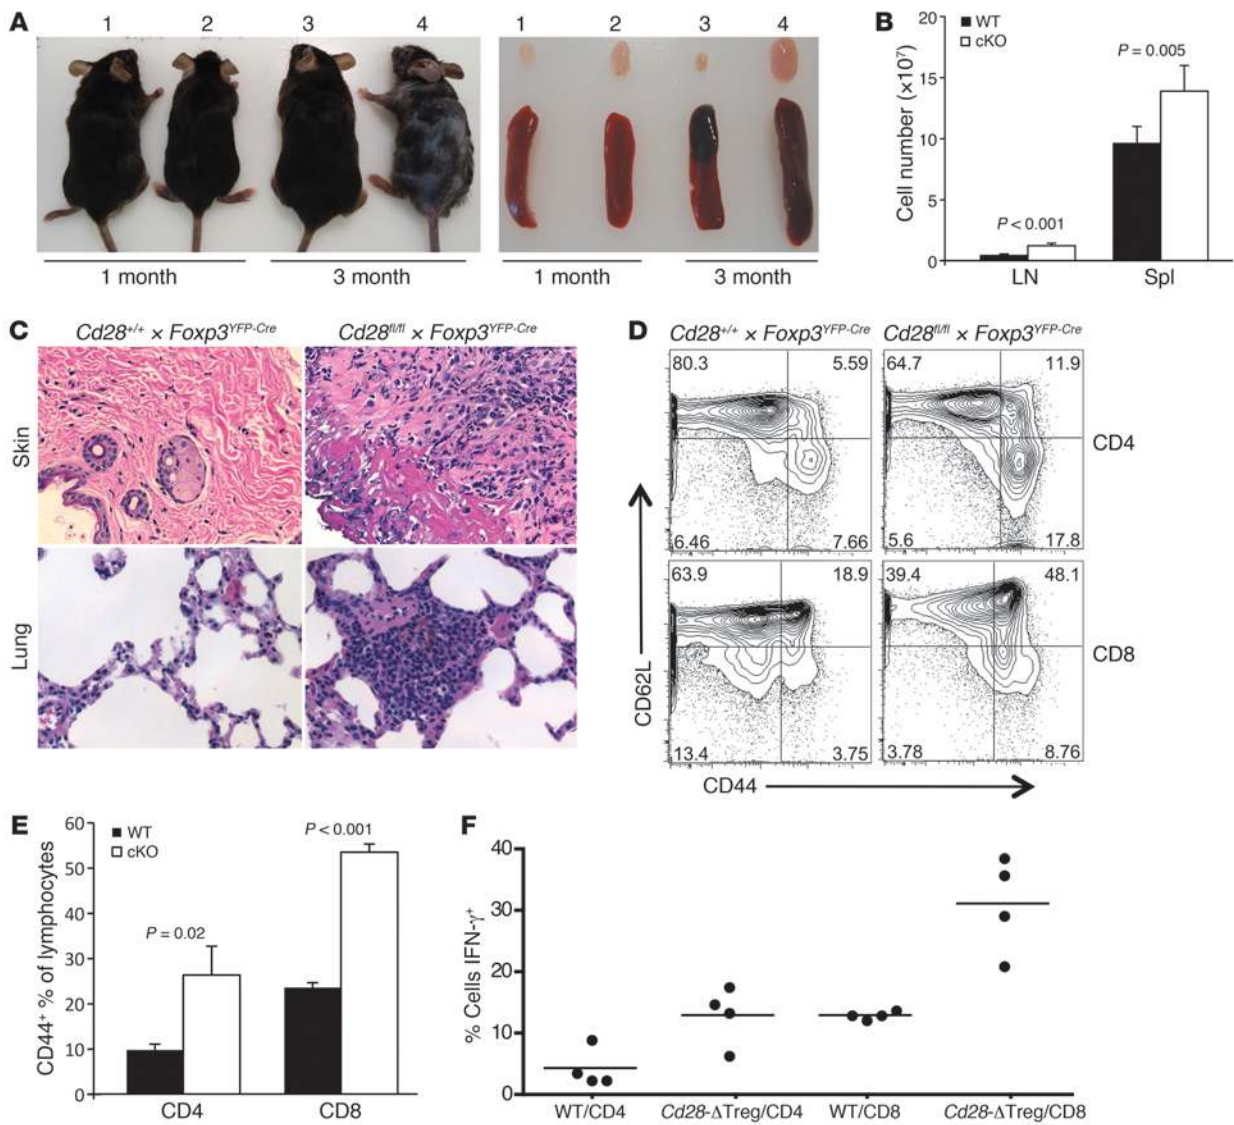 A
1 2 3 4
1 2 3 4
1 month
3 month
1 month
3 month
B
Cell number (×10⁷)
20
15
10
5
0
WT
cKO
P = 0.005
P < 0.001
LN
Spl
C
Cd28+/+ × Foxp3YFP-Cre
Cd28fl/fl × Foxp3YFP-Cre
Skin
Lung
D
Cd28+/+ × Foxp3YFP-Cre
Cd28fl/fl × Foxp3YFP-Cre
80.3 5.59
6.46 7.66
64.7 11.9
5.6 17.8
CD4
63.9 18.9
13.4 3.75
39.4 48.1
3.78 8.76
CD8
CD62L
CD44
E
CD44+ % of lymphocytes
60
50
40
30
20
10
0
WT
cKO
P = 0.02
P < 0.001
CD4
CD8
F
% Cells IFN-γ+
40
30
20
10
0
WT/CD4
Cd28-ΔTreg/CD4
WT/CD8
Cd28-ΔTreg/CD8